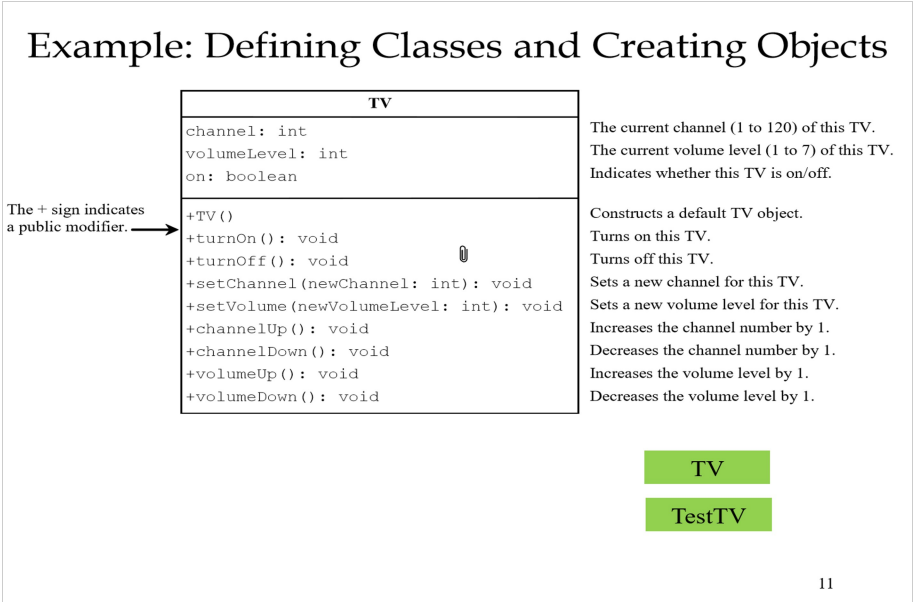 Example: Defining Classes and Creating Objects
TV
channel: int
The current channel (1 to 120) of this TV.
volumeLevel: int
The current volume level (1 to 7) of this TV.
on: boolean
Indicates whether this TV is on/off.
The + sign indicates
a public modifier.
+TV()
Constructs a default TV object.
+turnOn(): void
Turns on this TV.
+turnOff(): void
Turns off this TV.
+setChannel(newChannel: int): void
Sets a new channel for this TV.
+setVolume(newVolumeLevel: int): void
Sets a new volume level for this TV.
+channelUp(): void
Increases the channel number by 1.
+channelDown(): void
Decreases the channel number by 1.
+volumeUp(): void
Increases the volume level by 1.
+volumeDown(): void
Decreases the volume level by 1.
TV
TestTV
11